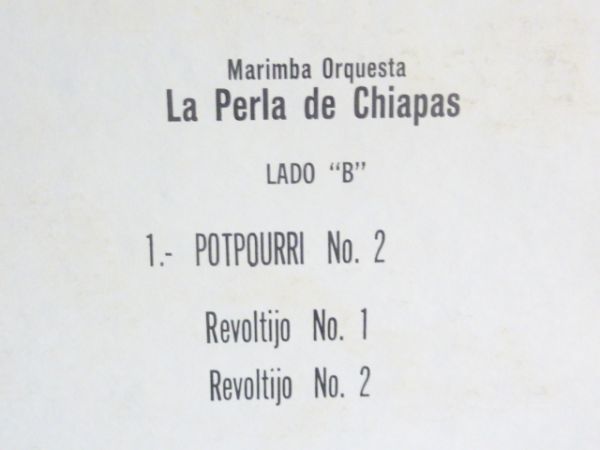 Marimba Orquesta
La Perla de Chiapas
LADO “B”
1.- POTPOURRI No. 2
Revoltijo No. 1
Revoltijo No. 2